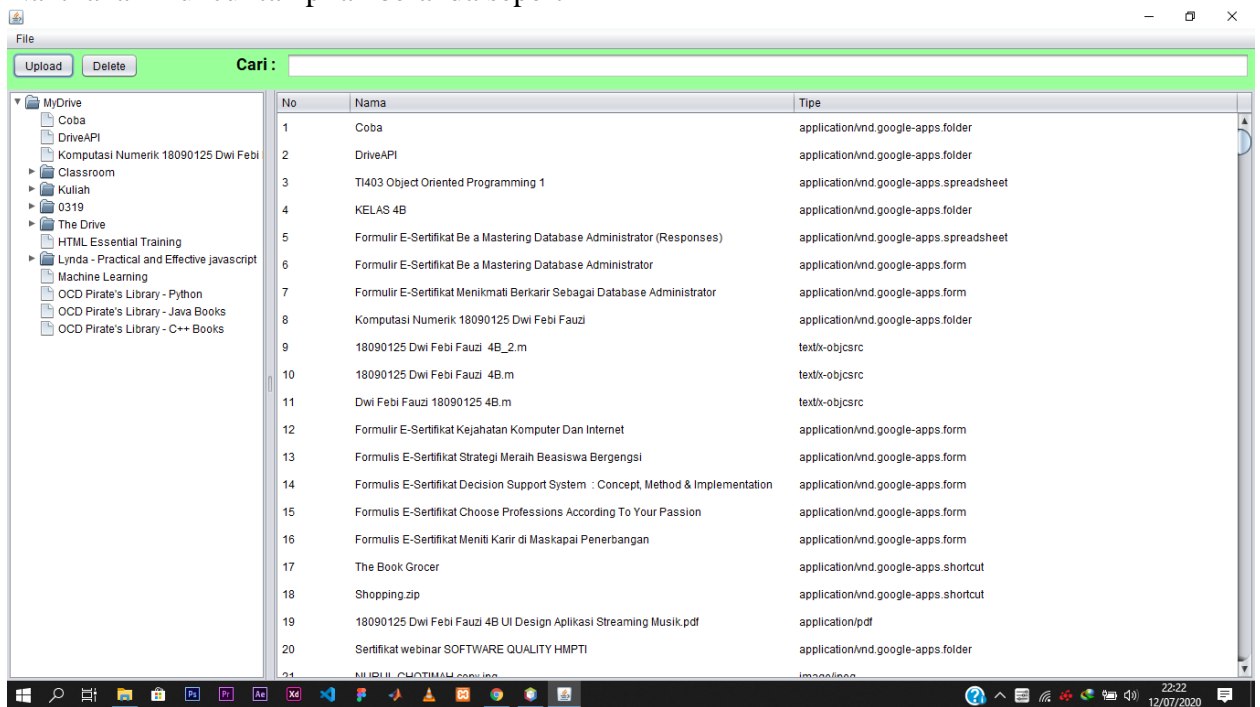 File
Upload Delete Cari :
MyDrive
Coba
DriveAPI
Komputasi Numerik 18090125 Dwi Febi
Classroom
Kuliah
0319
The Drive
HTML Essential Training
Lynda - Practical and Effective javascript
Machine Learning
OCD Pirate's Library - Python
OCD Pirate's Library - Java Books
OCD Pirate's Library - C++ Books
No Nama Tipe
1 Coba application/vnd.google-apps.folder
2 DriveAPI application/vnd.google-apps.folder
3 TI403 Object Oriented Programming 1 application/vnd.google-apps.spreadsheet
4 KELAS 4B application/vnd.google-apps.folder
5 Formulir E-Sertifikat Be a Mastering Database Administrator (Responses) application/vnd.google-apps.spreadsheet
6 Formulir E-Sertifikat Be a Mastering Database Administrator application/vnd.google-apps.form
7 Formulir E-Sertifikat Menikmati Berkarir Sebagai Database Administrator application/vnd.google-apps.form
8 Komputasi Numerik 18090125 Dwi Febi Fauzi application/vnd.google-apps.folder
9 18090125 Dwi Febi Fauzi 4B_2.m text/x-objcsrc
10 18090125 Dwi Febi Fauzi 4B.m text/x-objcsrc
11 Dwi Febi Fauzi 18090125 4B.m text/x-objcsrc
12 Formulir E-Sertifikat Kejahatan Komputer Dan Internet application/vnd.google-apps.form
13 Formulis E-Sertifikat Strategi Meraih Beasiswa Bergengsi application/vnd.google-apps.form
14 Formulis E-Sertifikat Decision Support System : Concept, Method & Implementation application/vnd.google-apps.form
15 Formulis E-Sertifikat Choose Professions According To Your Passion application/vnd.google-apps.form
16 Formulis E-Sertifikat Meniti Karir di Maskapai Penerbangan application/vnd.google-apps.form
17 The Book Grocer application/vnd.google-apps.shortcut
18 Shopping.zip application/vnd.google-apps.shortcut
19 18090125 Dwi Febi Fauzi 4B UI Design Aplikasi Streaming Musik.pdf application/pdf
20 Sertifikat webinar SOFTWARE QUALITY HMPTI application/vnd.google-apps.folder
21 NURUL CHOTIMAH copy.jpg image/jpeg
Ps Pr Ae Xd
22:22
12/07/2020